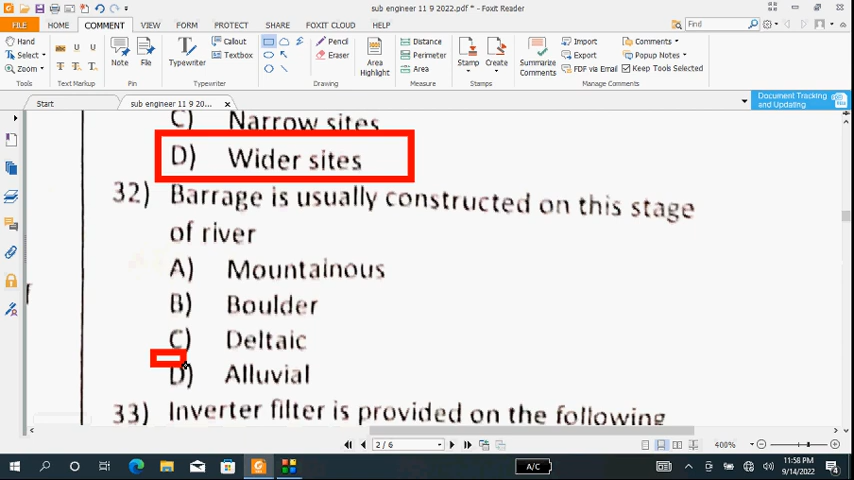 sub engineer 11 9 2022.pdf * - Foxit Reader
FILE HOME COMMENT VIEW FORM PROTECT SHARE FOXIT CLOUD HELP Find
Hand
Select
Zoom
Tools
Text Markup
Note
File
Pin
Typewriter
Callout
Textbox
Typewriter
Pencil
Eraser
Drawing
Area
Highlight
Distance
Perimeter
Area
Measure
Stamp
Create
Stamps
Summarize
Comments
Import
Export
FDF via Email
Comments
Popup Notes
Keep Tools Selected
Manage Comments
Start
sub engineer 11 9 20...
Document Tracking
and Updating
C) Narrow sites
D) Wider sites
32) Barrage is usually constructed on this stage
of river
A) Mountainous
B) Boulder
C) Deltaic
D) Alluvial
33) Inverter filter is provided on the following
2 / 6
400%
A/C
11:58 PM
9/14/2022
4